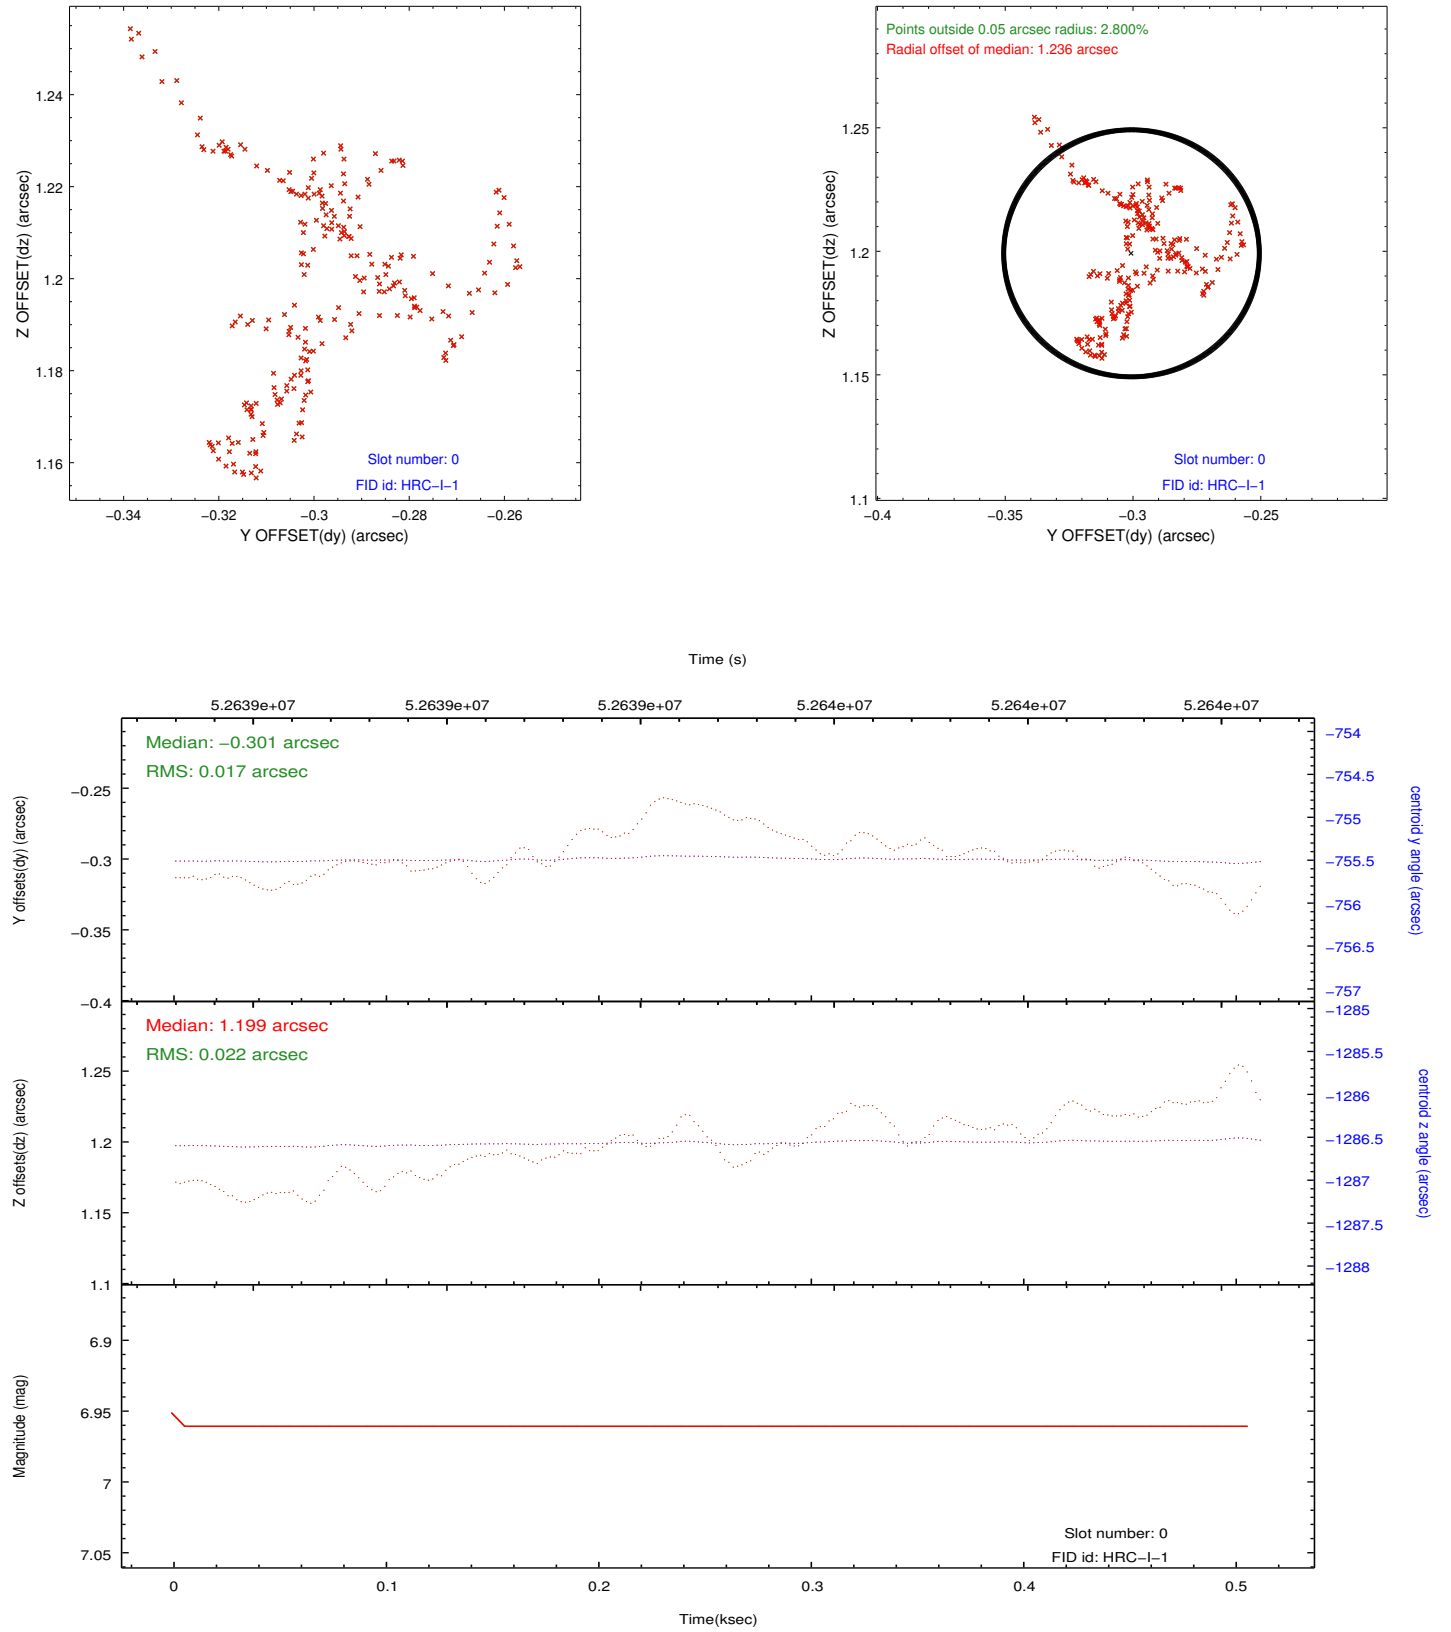 1.24
1.22
1.2
1.18
1.16
Z OFFSET(dz) (arcsec)
Slot number: 0
FID id: HRC−I−1
−0.34
−0.32
−0.3
−0.28
−0.26
Y OFFSET(dy) (arcsec)
Points outside 0.05 arcsec radius: 2.800%
Radial offset of median: 1.236 arcsec
1.25
1.2
1.15
1.1
Z OFFSET(dz) (arcsec)
Slot number: 0
FID id: HRC−I−1
−0.4
−0.35
−0.3
−0.25
Y OFFSET(dy) (arcsec)
Time (s)
5.2639e+07
5.2639e+07
5.2639e+07
5.264e+07
5.264e+07
5.264e+07
Median: −0.301 arcsec
RMS: 0.017 arcsec
−0.25
−0.3
−0.35
−0.4
Y offsets(dy) (arcsec)
−754
−754.5
−755
−755.5
−756
−756.5
−757
centroid y angle (arcsec)
Median: 1.199 arcsec
RMS: 0.022 arcsec
1.25
1.2
1.15
1.1
Z offsets(dz) (arcsec)
−1285
−1285.5
−1286
−1286.5
−1287
−1287.5
−1288
centroid z angle (arcsec)
6.9
6.95
7
7.05
Magnitude (mag)
Slot number: 0
FID id: HRC−I−1
0
0.1
0.2
0.3
0.4
0.5
Time(ksec)